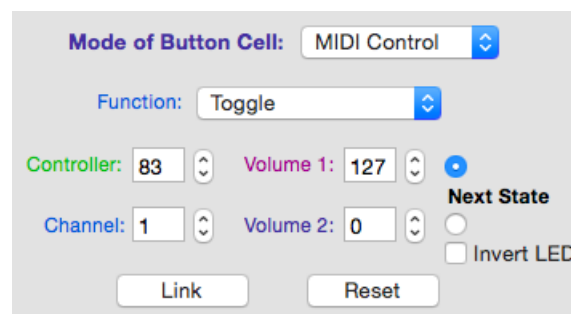 Mode of Button Cell: MIDI Control
Function: Toggle
Controller: 83 Volume 1: 127
Next State
Channel: 1 Volume 2: 0
Invert LED
Link Reset